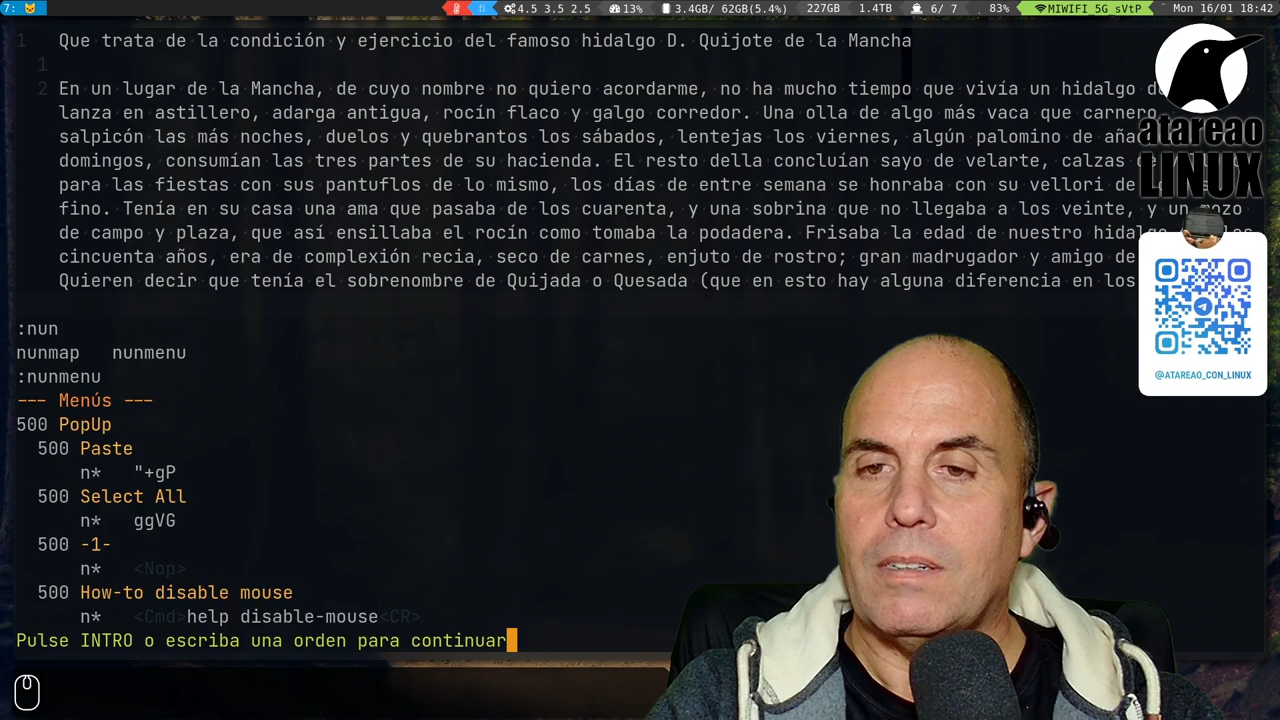 7: 4.5 3.5 2.5 13% 3.4GB/ 62GB(5.4%) 227GB 1.4TB 6/ 7 . 83% MIWIFI 5G sVtP Mon 16/01 18:42
1 Que trata de la condición y ejercicio del famoso hidalgo D. Quijote de la Mancha
1
2 En un lugar de la Mancha, de cuyo nombre no quiero acordarme, no ha mucho tiempo que vivía un hidalgo
lanza en astillero, adarga antigua, rocín flaco y galgo corredor. Una olla de algo más vaca que carnero
salpicón las más noches, duelos y quebrantos los sábados, lentejas los viernes, algún palomino de
domingos, consumían las tres partes de su hacienda. El resto della concluían sayo de velarte, calzas
para las fiestas con sus pantuflos de lo mismo, los días de entre semana se honraba con su vellori de
fino. Tenía en su casa una ama que pasaba de los cuarenta, y una sobrina que no llegaba a los veinte, y un mozo
de campo y plaza, que así ensillaba el rocín como tomaba la podadera. Frisaba la edad de nuestro
cincuenta años, era de complexión recia, seco de carnes, enjuto de rostro; gran madrugador y amigo de
Quieren decir que tenía el sobrenombre de Quijada o Quesada (que en esto hay alguna diferencia en los
atareao
LINUX
@ATAREAO_CON_LINUX
:nun
nunmap nunmenu
:nunmenu
--- Menús ---
500 PopUp
500 Paste
n* "+gP
500 Select All
n* ggVG
500 -1-
n* <Nop>
500 How-to disable mouse
n* <Cmd>help disable-mouse<CR>
Pulse INTRO o escriba una orden para continuar